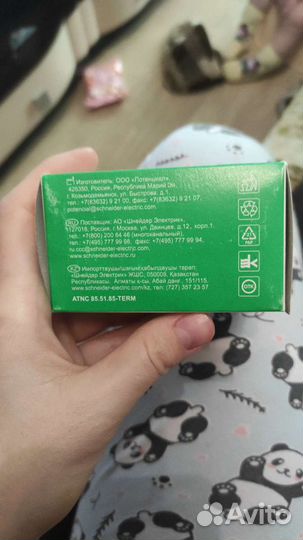 Изготовитель: ООО «Потенциал»,
425350, Россия, Республика Марий Эл,
г. Козьмодемьянск, ул. Быстрова, д.1,
тел.: +7(83632) 9 21 00, факс: +7(83632) 9 21 07,
potencial@schneider-electric.com
RU Поставщик: АО «Шнейдер Электрик»,
127018, Россия, г. Москва, ул. Двинцев, д.12, корп.1.
тел.: +7(800) 200 64 46 (многоканальный),
тел.: +7(495) 777 99 90, факс: +7(495) 777 99 94,
ru.ccc@schneider-electric.com,
www.schneider-electric.com
KZ Импорттаушы/шағымқабылдаушы тарап:
«Шнейдер Электрик» ЖШС, 050009, Қазақстан
Республикасы, Алматы қ-сы, Абай даңғ., 151/115,
www.schneider-electric.com/kz, тел.: (727) 357 23 57
ATNC 85.51.85-TERM
PAP
ОТК
Avito